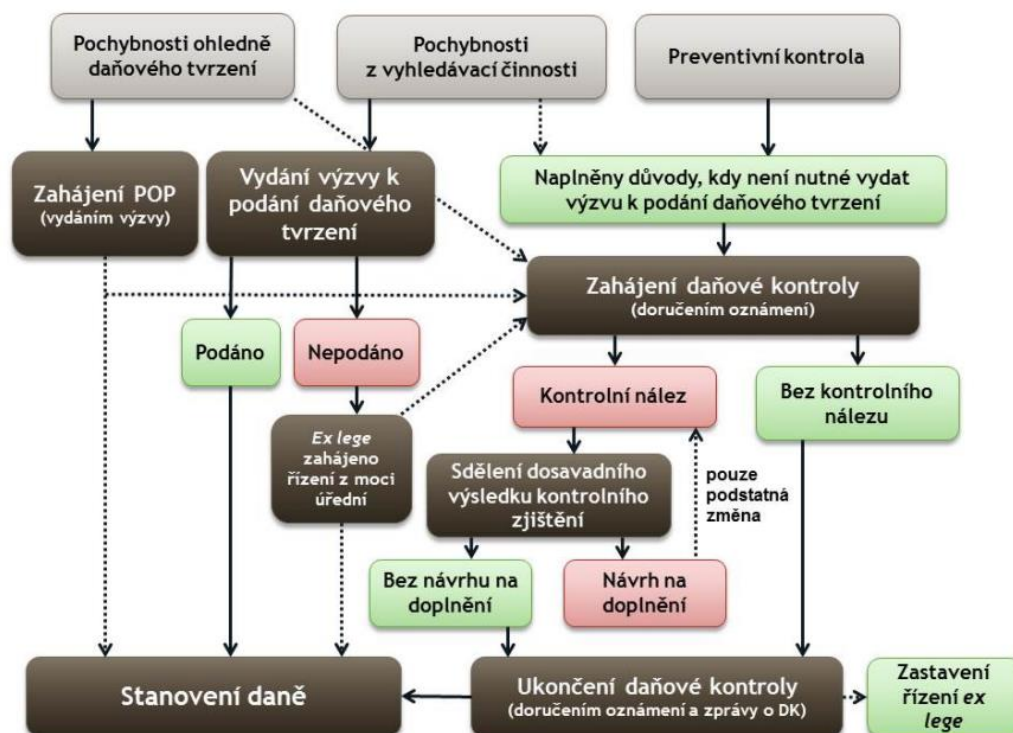 Pochybnosti ohledně
daňového tvrzení
Pochybnosti
z vyhledávací činnosti
Preventivní kontrola
Zahájení POP
(vydáním výzvy)
Vydání výzvy k
podání daňového
tvrzení
Naplněny důvody, kdy není nutné vydat
výzvu k podání daňového tvrzení
Zahájení daňové kontroly
(doručením oznámení)
Podáno
Nepodáno
Kontrolní nález
Bez kontrolního
nálezu
Ex lege
zahájeno
řízení z moci
úřední
Sdělení dosavadního
výsledku kontrolního
zjištění
pouze
podstatná
změna
Bez návrhu na
doplnění
Návrh na
doplnění
Stanovení daně
Ukončení daňové kontroly
(doručením oznámení a zprávy o DK)
Zastavení
řízení ex
lege